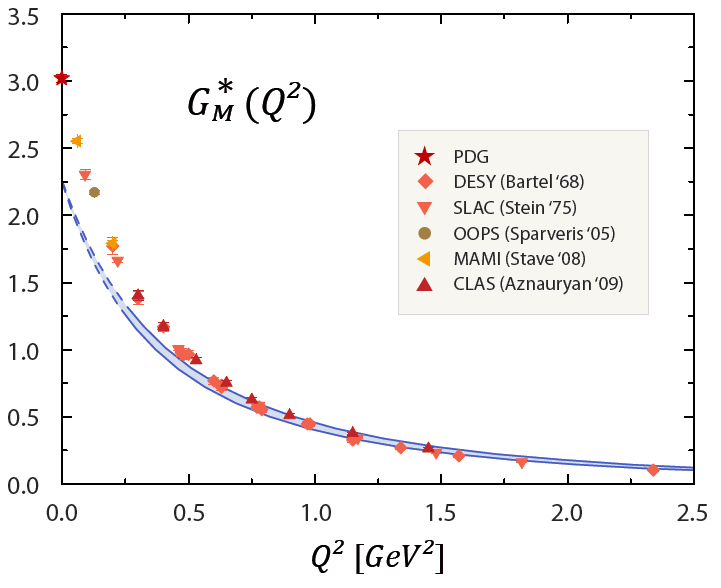 3.5
3.0
2.5
2.0
1.5
1.0
0.5
0.0
G*M (Q²)
PDG
DESY (Bartel ‘68)
SLAC (Stein ‘75)
OOPS (Sparveris ‘05)
MAMI (Stave ‘08)
CLAS (Aznauryan ‘09)
0.0 0.5 1.0 1.5 2.0 2.5
Q² [GeV²]